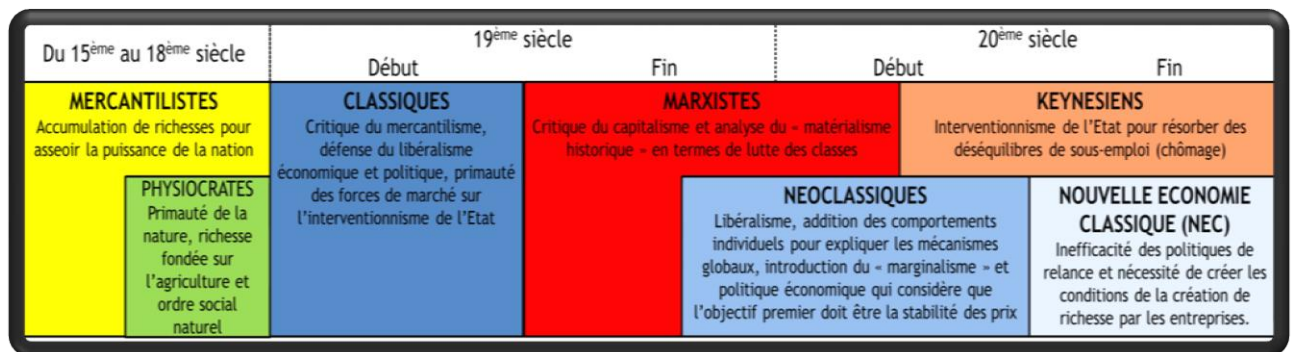 Du 15ème au 18ème siècle
19ème siècle
Début
Fin
20ème siècle
Début
Fin
MERCANTILISTES
Accumulation de richesses pour
asseoir la puissance de la nation
PHYSIOCRATES
Primauté de la
nature, richesse
fondée sur
l'agriculture et
ordre social
naturel
CLASSIQUES
Critique du mercantilisme,
défense du libéralisme
économique et politique, primauté
des forces de marché sur
l'interventionnisme de l'Etat
MARXISTES
Critique du capitalisme et analyse du « matérialisme
historique » en termes de lutte des classes
KEYNESIENS
Interventionnisme de l'Etat pour résorber des
déséquilibres de sous-emploi (chômage)
NEOCLASSIQUES
Libéralisme, addition des comportements
individuels pour expliquer les mécanismes
globaux, introduction du « marginalisme » et
politique économique qui considère que
l'objectif premier doit être la stabilité des prix
NOUVELLE ECONOMIE
CLASSIQUE (NEC)
Inefficacité des politiques de
relance et nécessité de créer les
conditions de la création de
richesse par les entreprises.